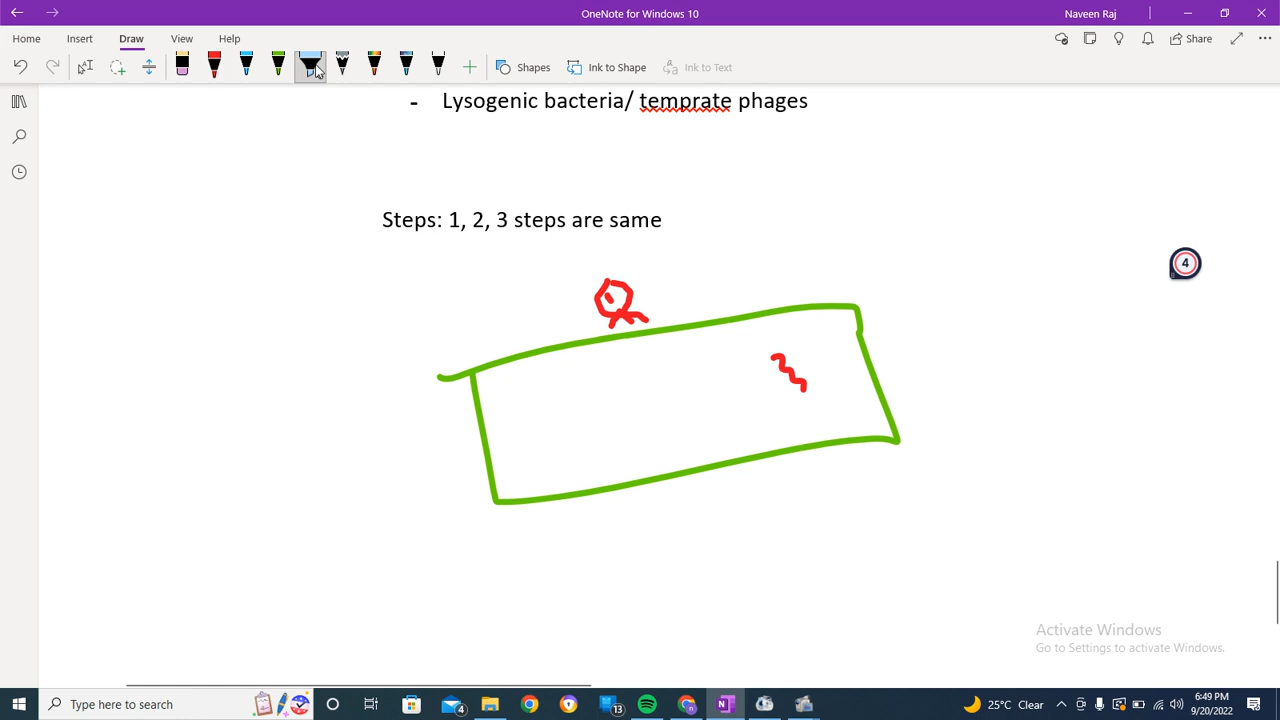 OneNote for Windows 10
Naveen Raj
Home Insert Draw View Help
Share
Shapes Ink to Shape Ink to Text
- Lysogenic bacteria/ temprate phages
Steps: 1, 2, 3 steps are same
4
Activate Windows
Go to Settings to activate Windows.
Type here to search
4
13
N
25°C Clear
6:49 PM
9/20/2022